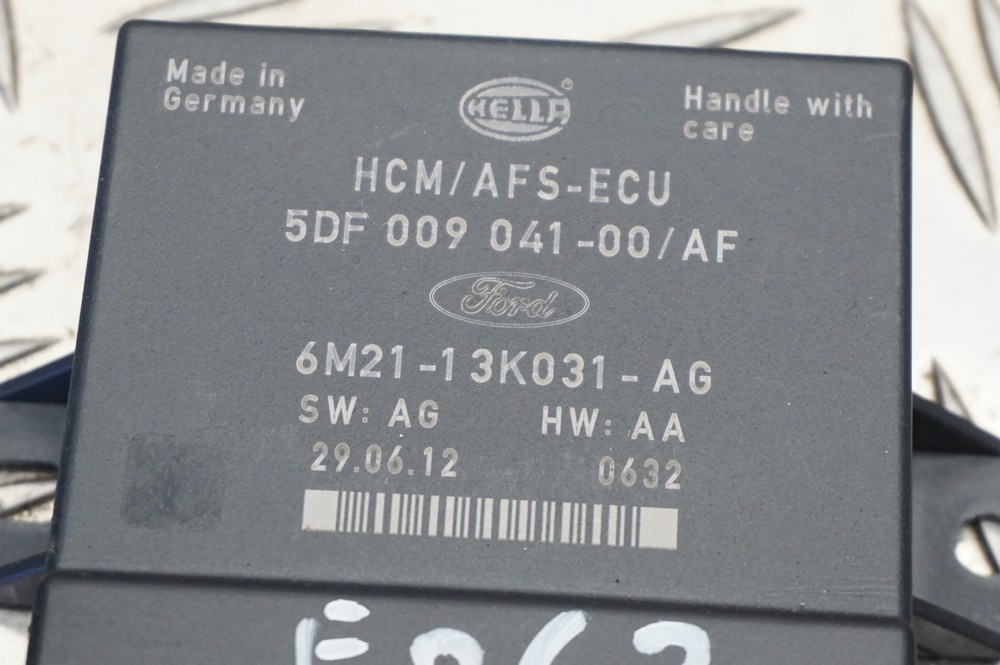 Made in
Germany
HELLA®
Handle with
care
HCM/AFS-ECU
5DF 009 041-00/AF
Ford
6M21-13K031-AG
SW: AG HW: AA
29.06.12 0632